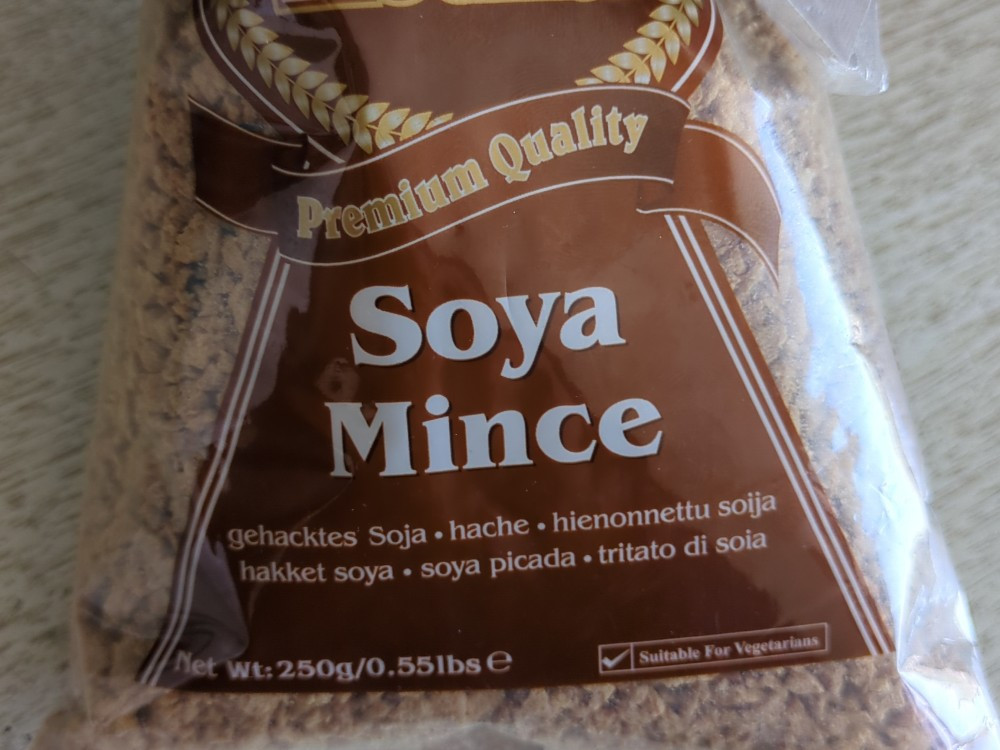 Premium Quality
Soya
Mince
gehacktes Soja • hache • hienonnettu soija
hakket soya • soya picada • tritato di soia
Net Wt: 250g/0.55lbs e
Suitable For Vegetarians